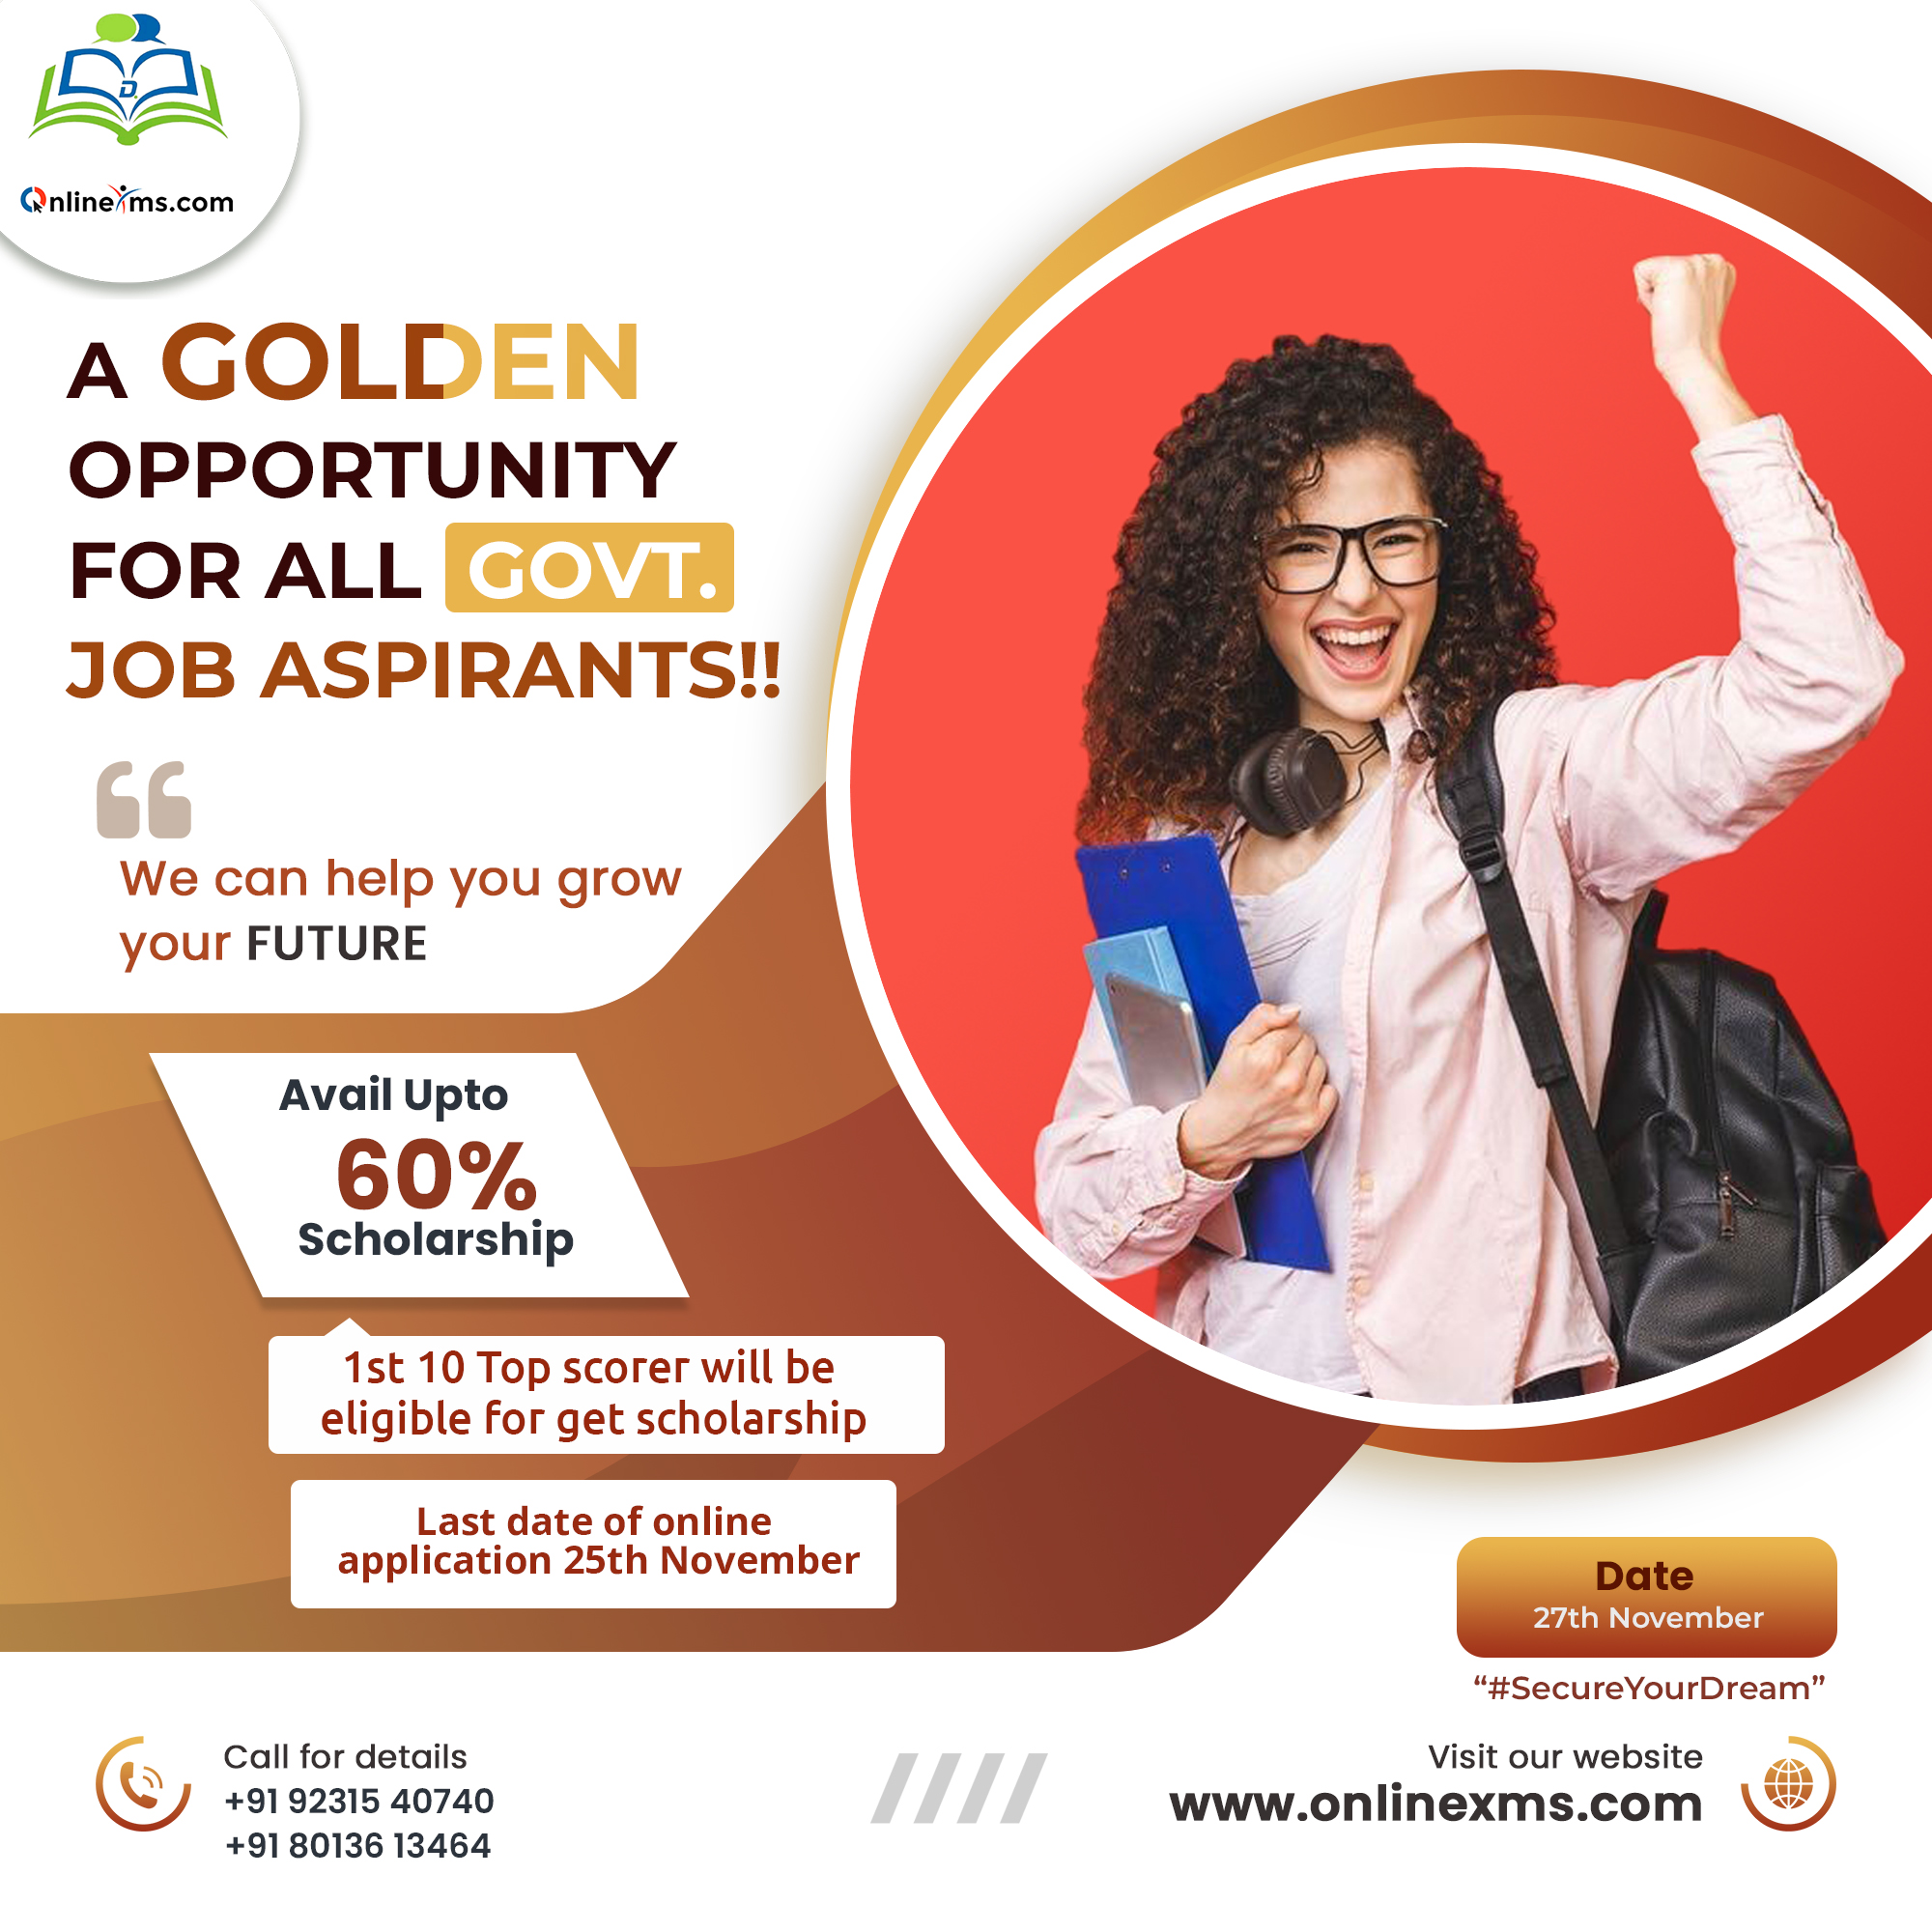 D.
OnlineXms.com
A GOLDEN
OPPORTUNITY
FOR ALL GOVT.
JOB ASPIRANTS!!
“
We can help you grow
your FUTURE
Avail Upto
60%
Scholarship
1st 10 Top scorer will be
eligible for get scholarship
Last date of online
application 25th November
Date
27th November
“#SecureYourDream”
Call for details
+91 92315 40740
+91 80136 13464
Visit our website
www.onlinexms.com